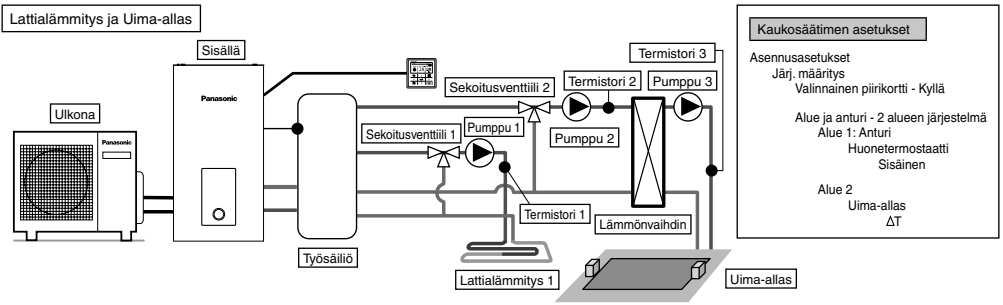 Lattialämmitys ja Uima-allas
Sisällä
Ulkona
Panasonic
Panasonic
Sekoitusventtiili 1
Pumppu 1
Sekoitusventtiili 2
Termistori 2
Pumppu 3
Termistori 3
Pumppu 2
Termistori 1
Lämmönvaihdin
Työsäiliö
Lattialämmitys 1
Uima-allas
Kaukosäätimen asetukset
Asennusasetukset
Järj. määritys
Valinnainen piirikortti - Kyllä
Alue ja anturi - 2 alueen järjestelmä
Alue 1: Anturi
Huonetermostaatti
Sisäinen
Alue 2
Uima-allas
ΔT